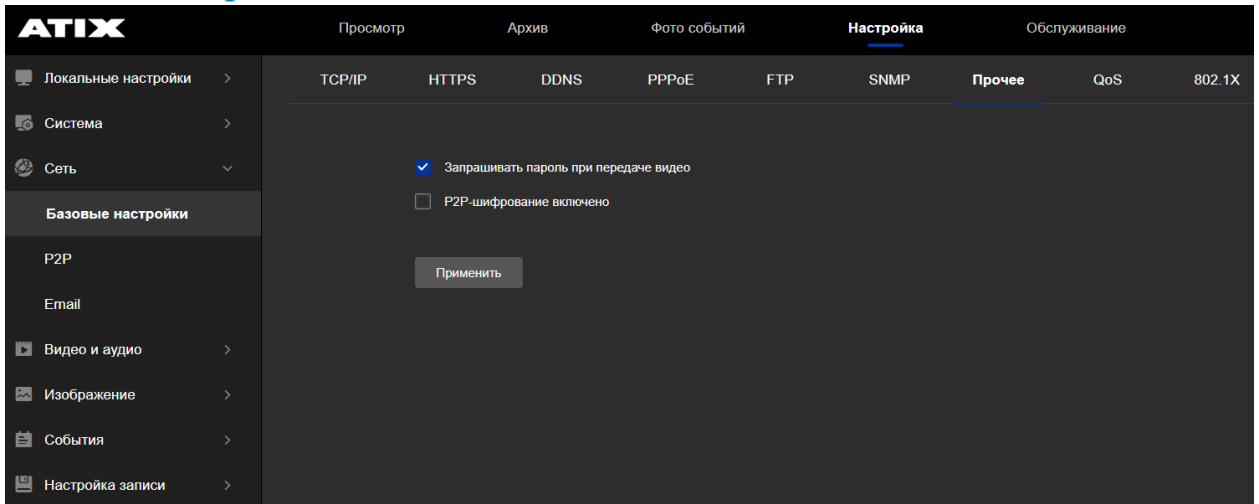 ATIX
Просмотр Архив Фото событий Настройка Обслуживание
Локальные настройки
Система
Сеть
Базовые настройки
P2P
Email
Видео и аудио
Изображение
События
Настройка записи
TCP/IP HTTPS DDNS PPPoE FTP SNMP Прочее QoS 802.1X
Запрашивать пароль при передаче видео
P2P-шифрование включено
Применить